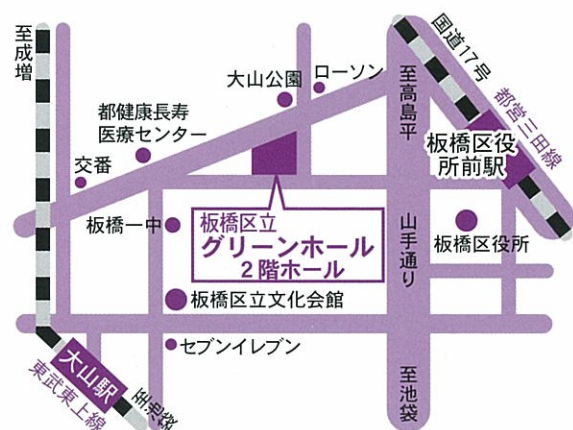 至成増
国道17号
都営三田線
ローソン
大山公園
至高島平
都健康長寿
医療センター
交番
板橋区役
所前駅
板橋一中
板橋区立
グリーンホール
2階ホール
山手通り
板橋区役所
板橋区立文化会館
セブンイレブン
大山駅
東武東上線
至池袋
至池袋